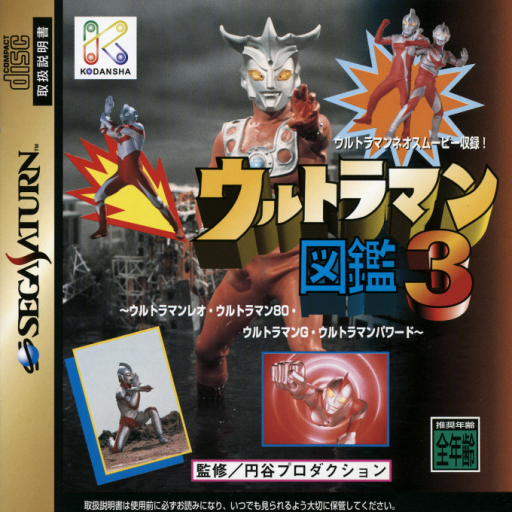 COMPACT
disc
取扱説明書
SEGA SATURN™
KODANSHA
ウルトラマンネオスムービー収録！
ウルトラマン
図鑑3
〜ウルトラマンレオ・ウルトラマン80・
ウルトラマンG・ウルトラマンパワード〜
推奨年齢
全年齢
監修／円谷プロダクション
取扱説明書は使用前に必ずお読みになり、いつでも見られるよう大切に保管してください。